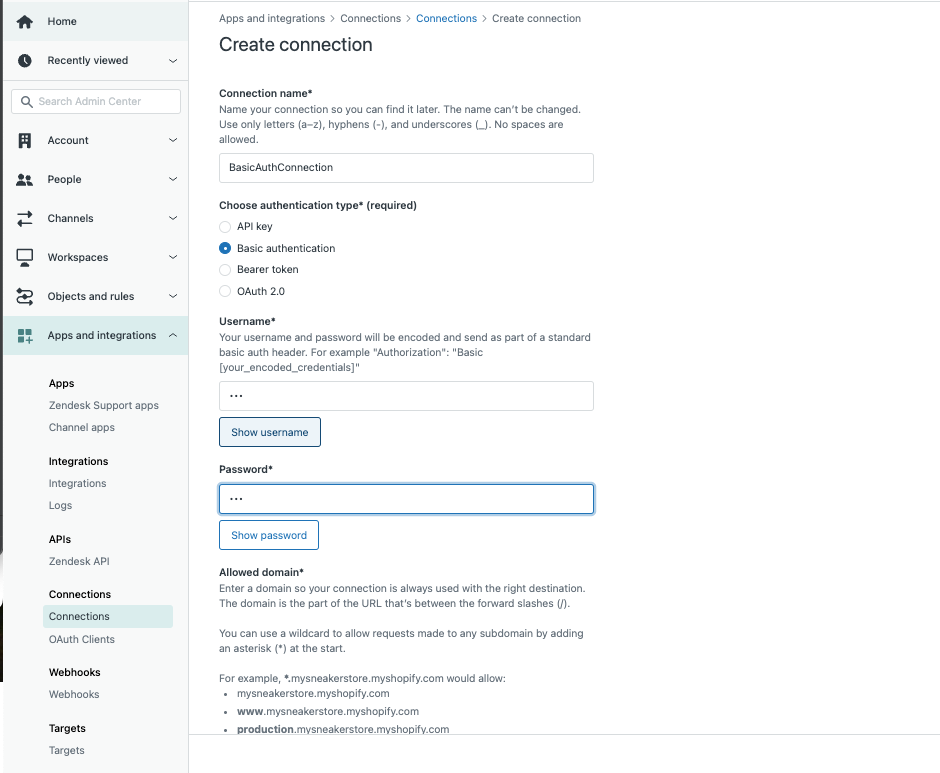 Home
Recently viewed
Search Admin Center
Account
People
Channels
Workspaces
Objects and rules
Apps and integrations
Apps
Zendesk Support apps
Channel apps
Integrations
Integrations
Logs
APIs
Zendesk API
Connections
Connections
OAuth Clients
Webhooks
Webhooks
Targets
Targets
Apps and integrations > Connections > Connections > Create connection
Create connection
Connection name*
Name your connection so you can find it later. The name can't be changed.
Use only letters (a–z), hyphens (-), and underscores (_). No spaces are
allowed.
BasicAuthConnection
Choose authentication type* (required)
API key
Basic authentication
Bearer token
OAuth 2.0
Username*
Your username and password will be encoded and send as part of a standard
basic auth header. For example "Authorization": "Basic
[your_encoded_credentials]"
•••
Show username
Password*
•••
Show password
Allowed domain*
Enter a domain so your connection is always used with the right destination.
The domain is the part of the URL that's between the forward slashes (/).
You can use a wildcard to allow requests made to any subdomain by adding
an asterisk (*) at the start.
For example, *.mysneakerstore.myshopify.com would allow:
• mysneakerstore.myshopify.com
• www.mysneakerstore.myshopify.com
• production.mysneakerstore.myshopify.com